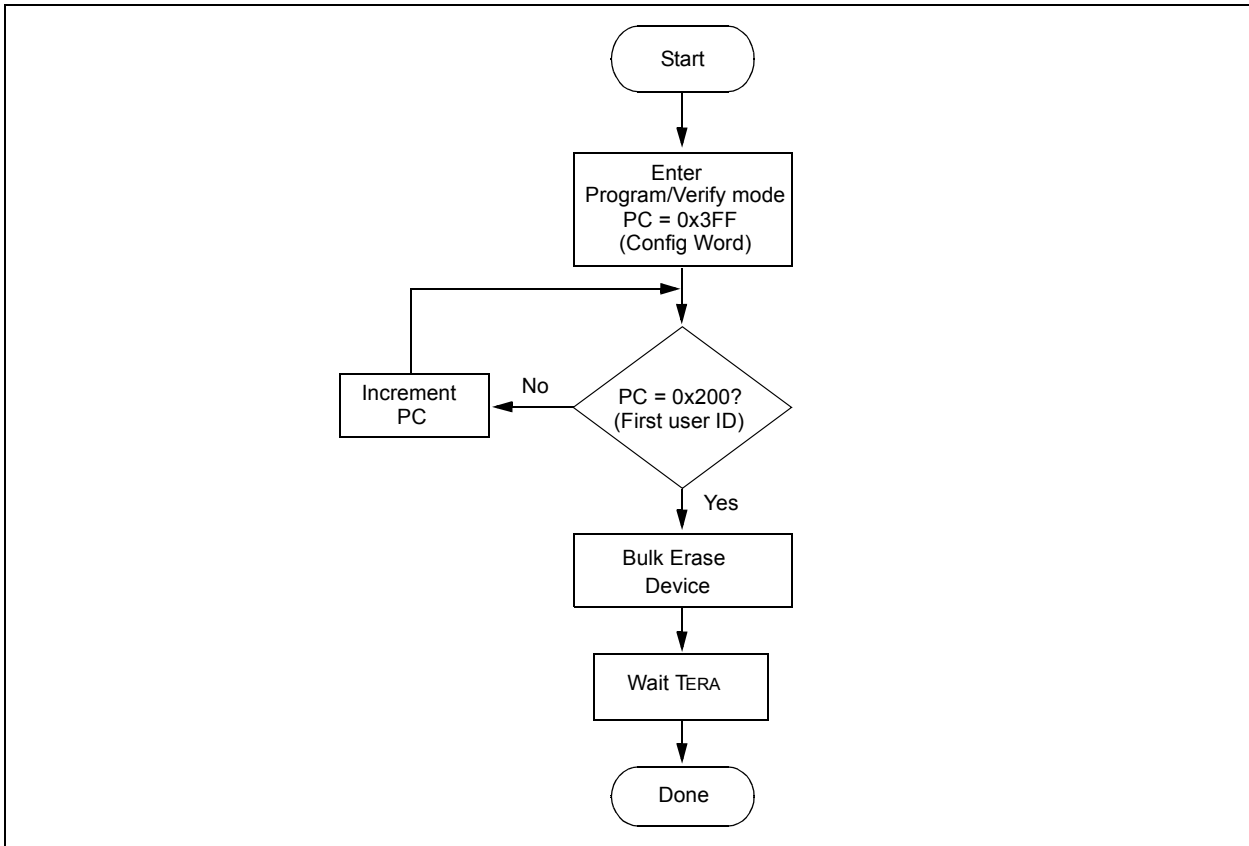 Start
Enter
Program/Verify mode
PC = 0x3FF
(Config Word)
Increment
PC
No
PC = 0x200?
(First user ID)
Yes
Bulk Erase
Device
Wait TERA
Done